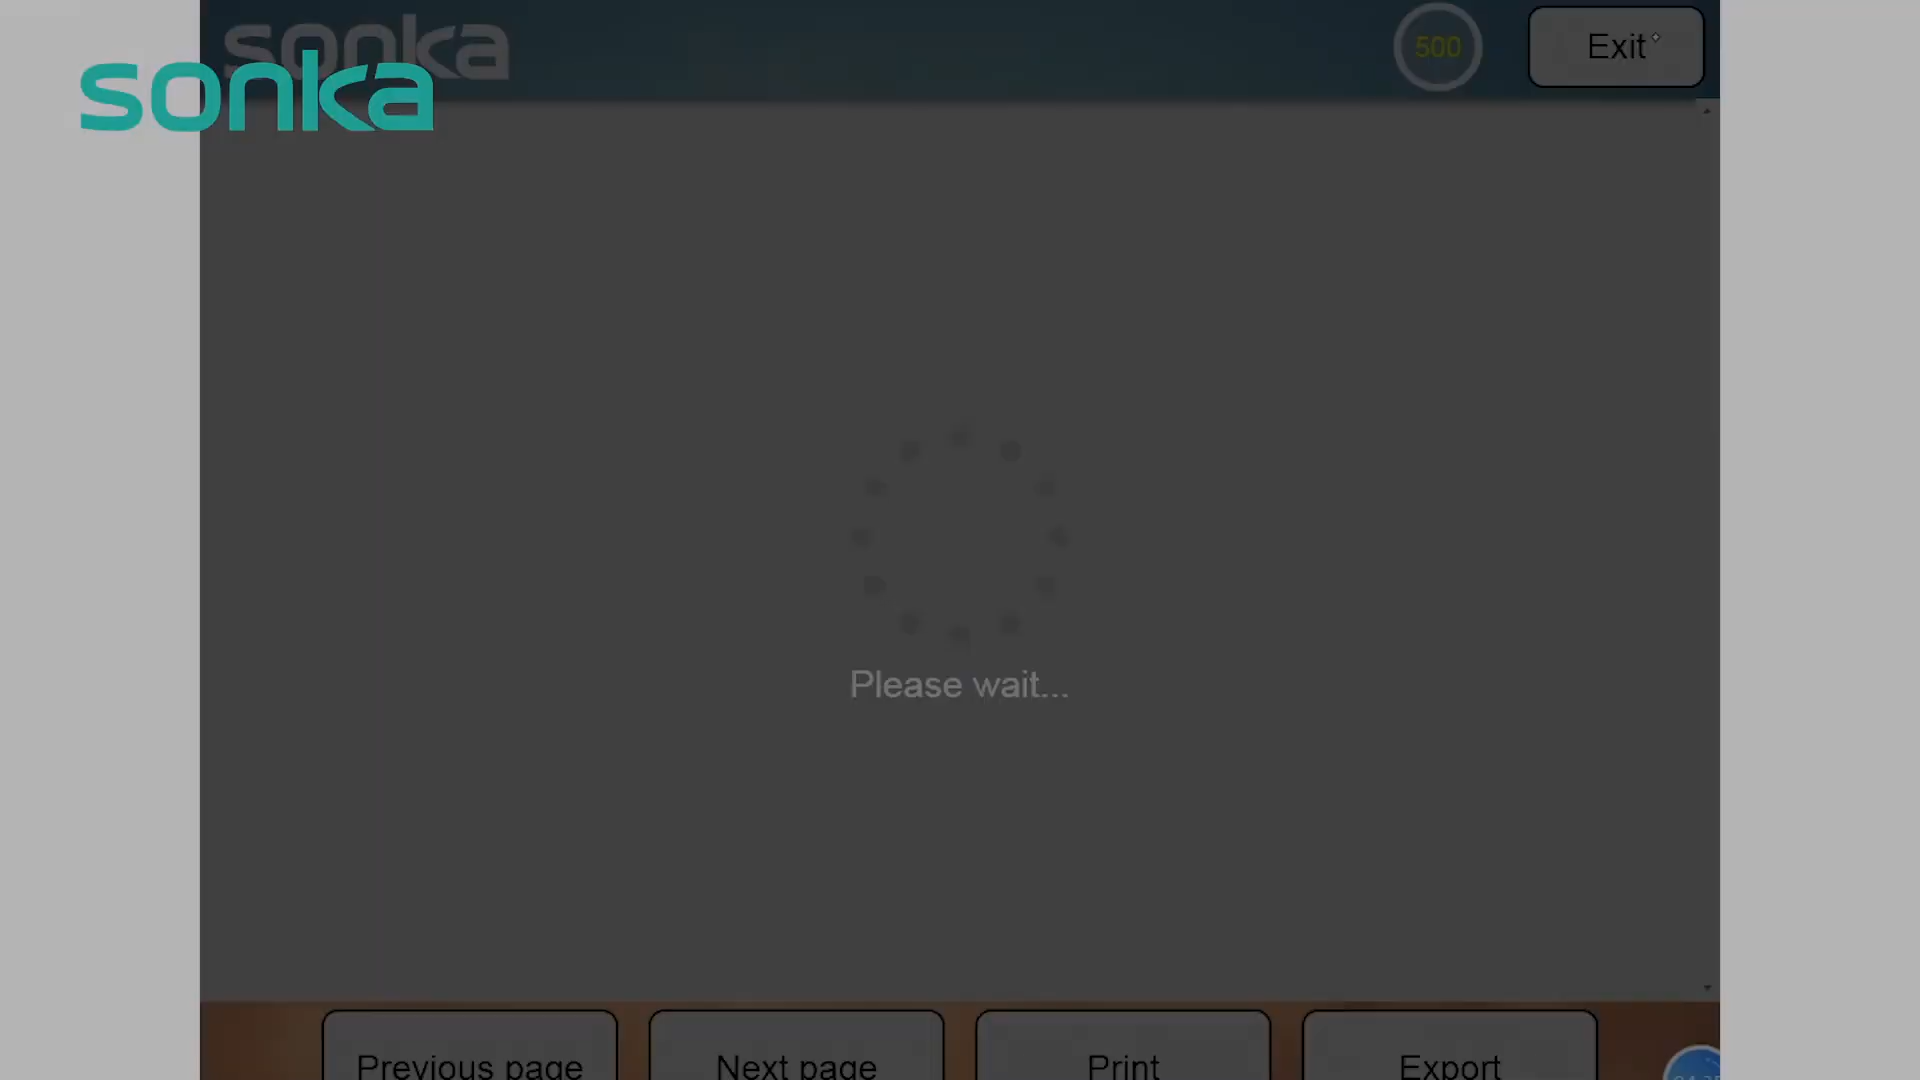 sonka
sonka
500
Exit
Please wait...
Previous page
Next page
Print
Export